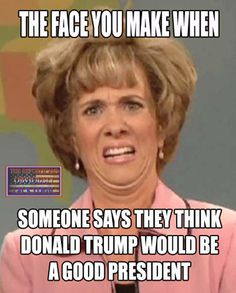 THE FACE YOU MAKE WHEN
SOMEONE SAYS THEY THINK
DONALD TRUMP WOULD BE
A GOOD PRESIDENT